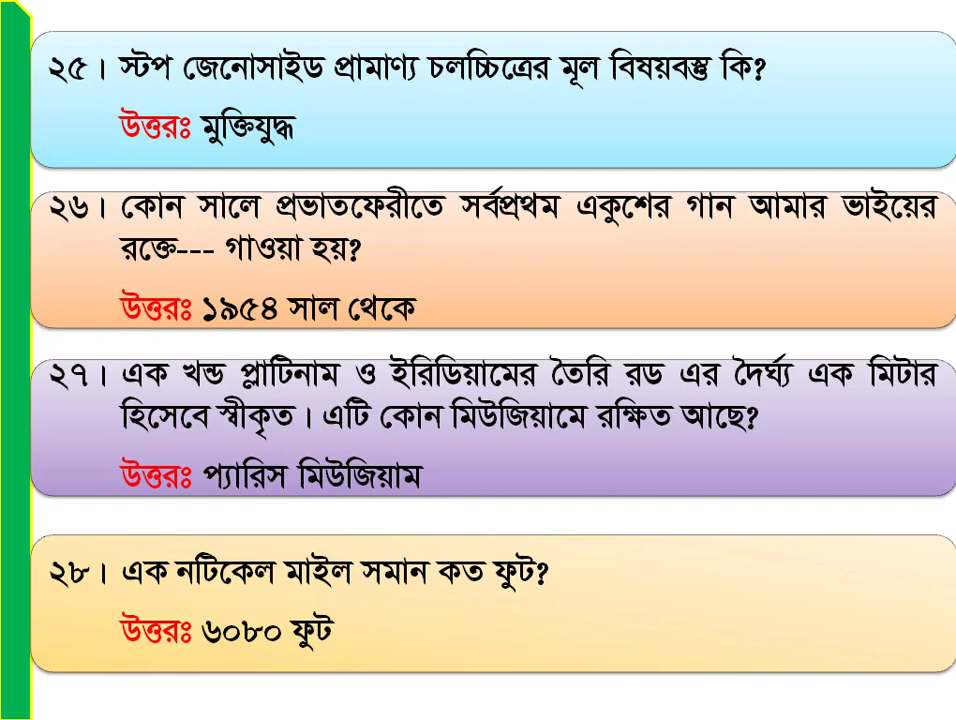 ২৫। স্টপ জেনোসাইড প্রামাণ্য চলচ্চিত্রের মূল বিষয়বস্তু কি?
উত্তরঃ মুক্তিযুদ্ধ
২৬। কোন সালে প্রভাতফেরীতে সর্বপ্রথম একুশের গান আমার ভাইয়ের
রক্তে--- গাওয়া হয়?
উত্তরঃ ১৯৫৪ সাল থেকে
২৭। এক খন্ড প্লাটিনাম ও ইরিডিয়ামের তৈরি রড এর দৈর্ঘ্য এক মিটার
হিসেবে স্বীকৃত। এটি কোন মিউজিয়ামে রক্ষিত আছে?
উত্তরঃ প্যারিস মিউজিয়াম
২৮। এক নটিকেল মাইল সমান কত ফুট?
উত্তরঃ ৬০৮০ ফুট